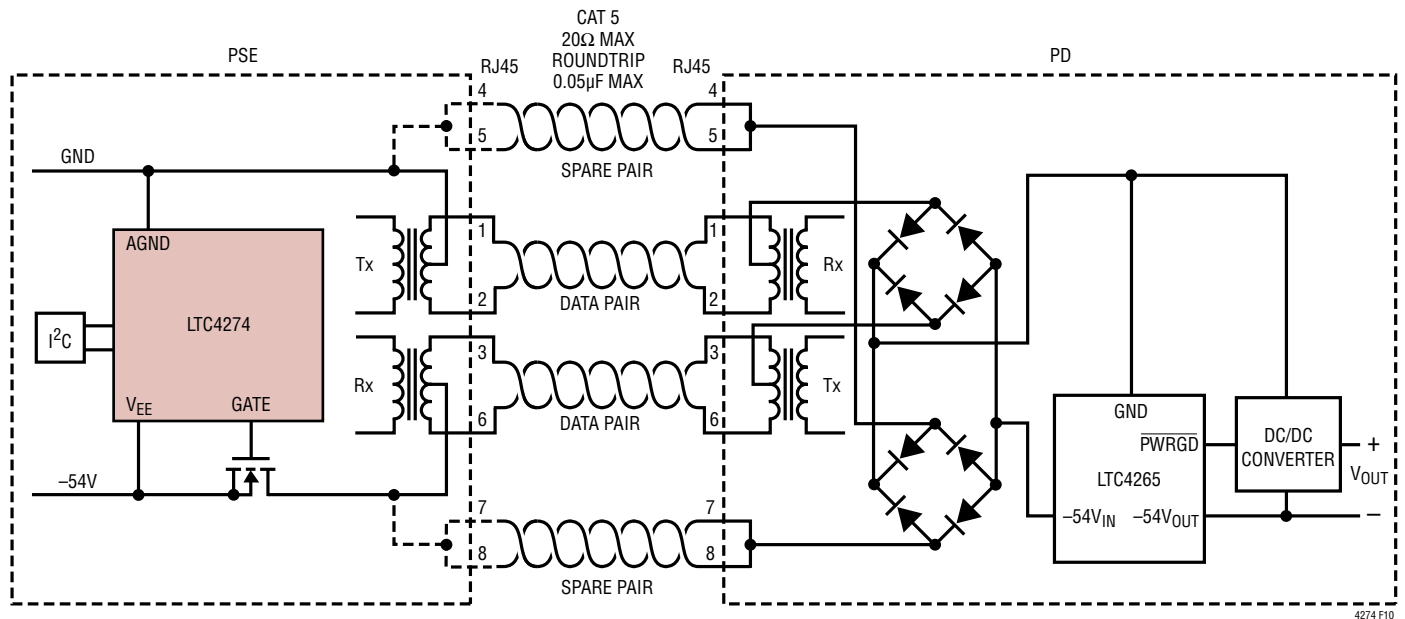 CAT 5
20Ω MAX
ROUNDTRIP
0.05µF MAX
PSE
PD
RJ45
RJ45
4
4
5
5
SPARE PAIR
GND
1
1
AGND
Tx
Rx
2
2
DATA PAIR
LTC4274
I²C
3
3
Rx
Tx
VEE
GATE
6
6
DATA PAIR
GND
PWRGD
DC/DC
CONVERTER
+
VOUT
–
LTC4265
–54V
–54VIN
–54VOUT
7
7
8
8
SPARE PAIR
4274 F10